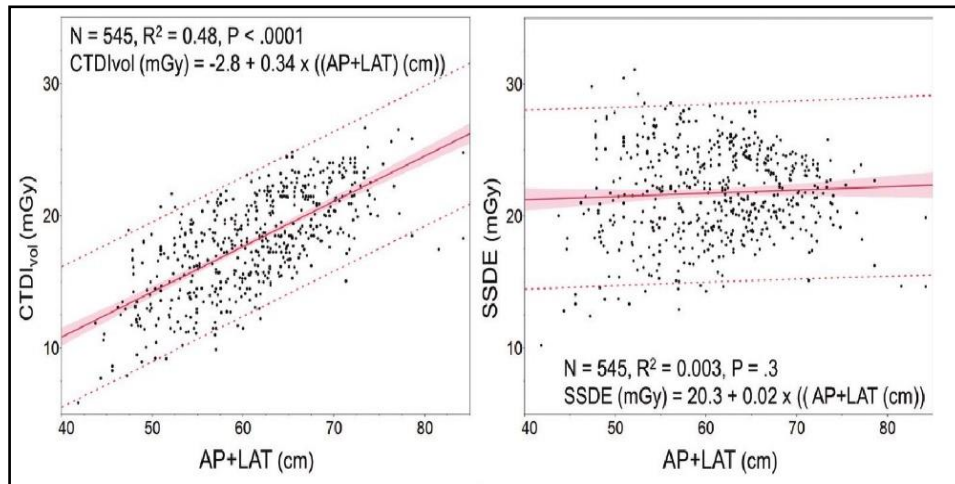 N = 545, R² = 0.48, P < .0001
CTDIvol (mGy) = -2.8 + 0.34 x ((AP+LAT) (cm))
30
20
10
CTDIvol (mGy)
40 50 60 70 80
AP+LAT (cm)
30
20
10
SSDE (mGy)
N = 545, R² = 0.003, P = .3
SSDE (mGy) = 20.3 + 0.02 x (( AP+LAT (cm))
40 50 60 70 80
AP+LAT (cm)